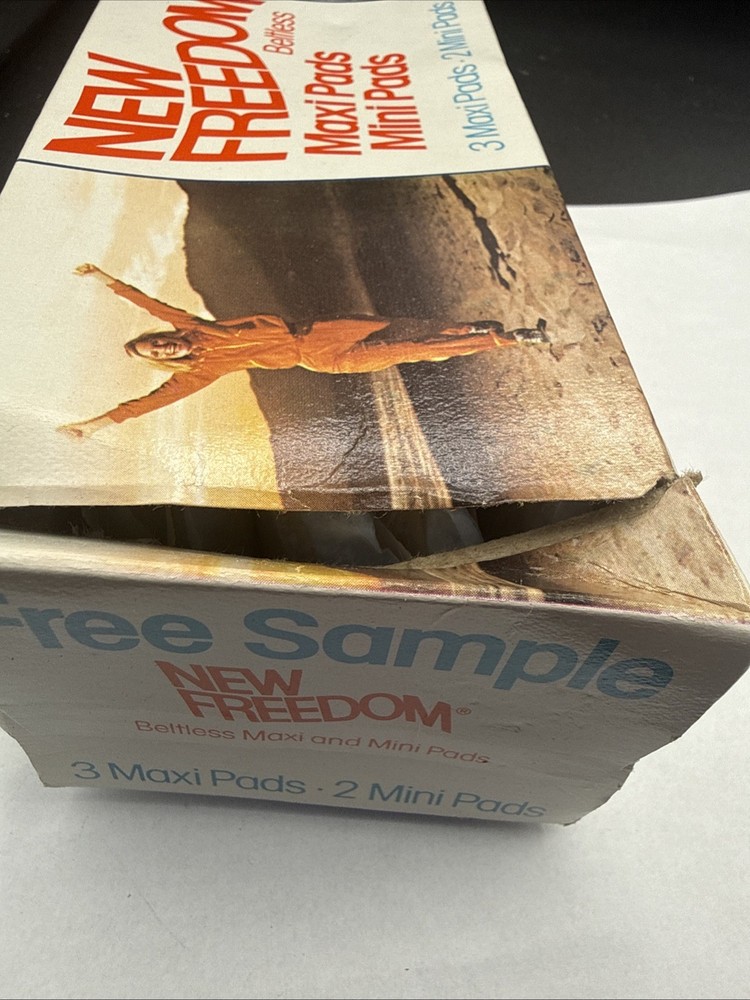 NEW
FREEDOM
Beltless
Maxi Pads
Mini Pads
3 Maxi Pads · 2 Mini Pads
Free Sample
NEW
FREEDOM®
Beltless Maxi and Mini Pads
3 Maxi Pads · 2 Mini Pads